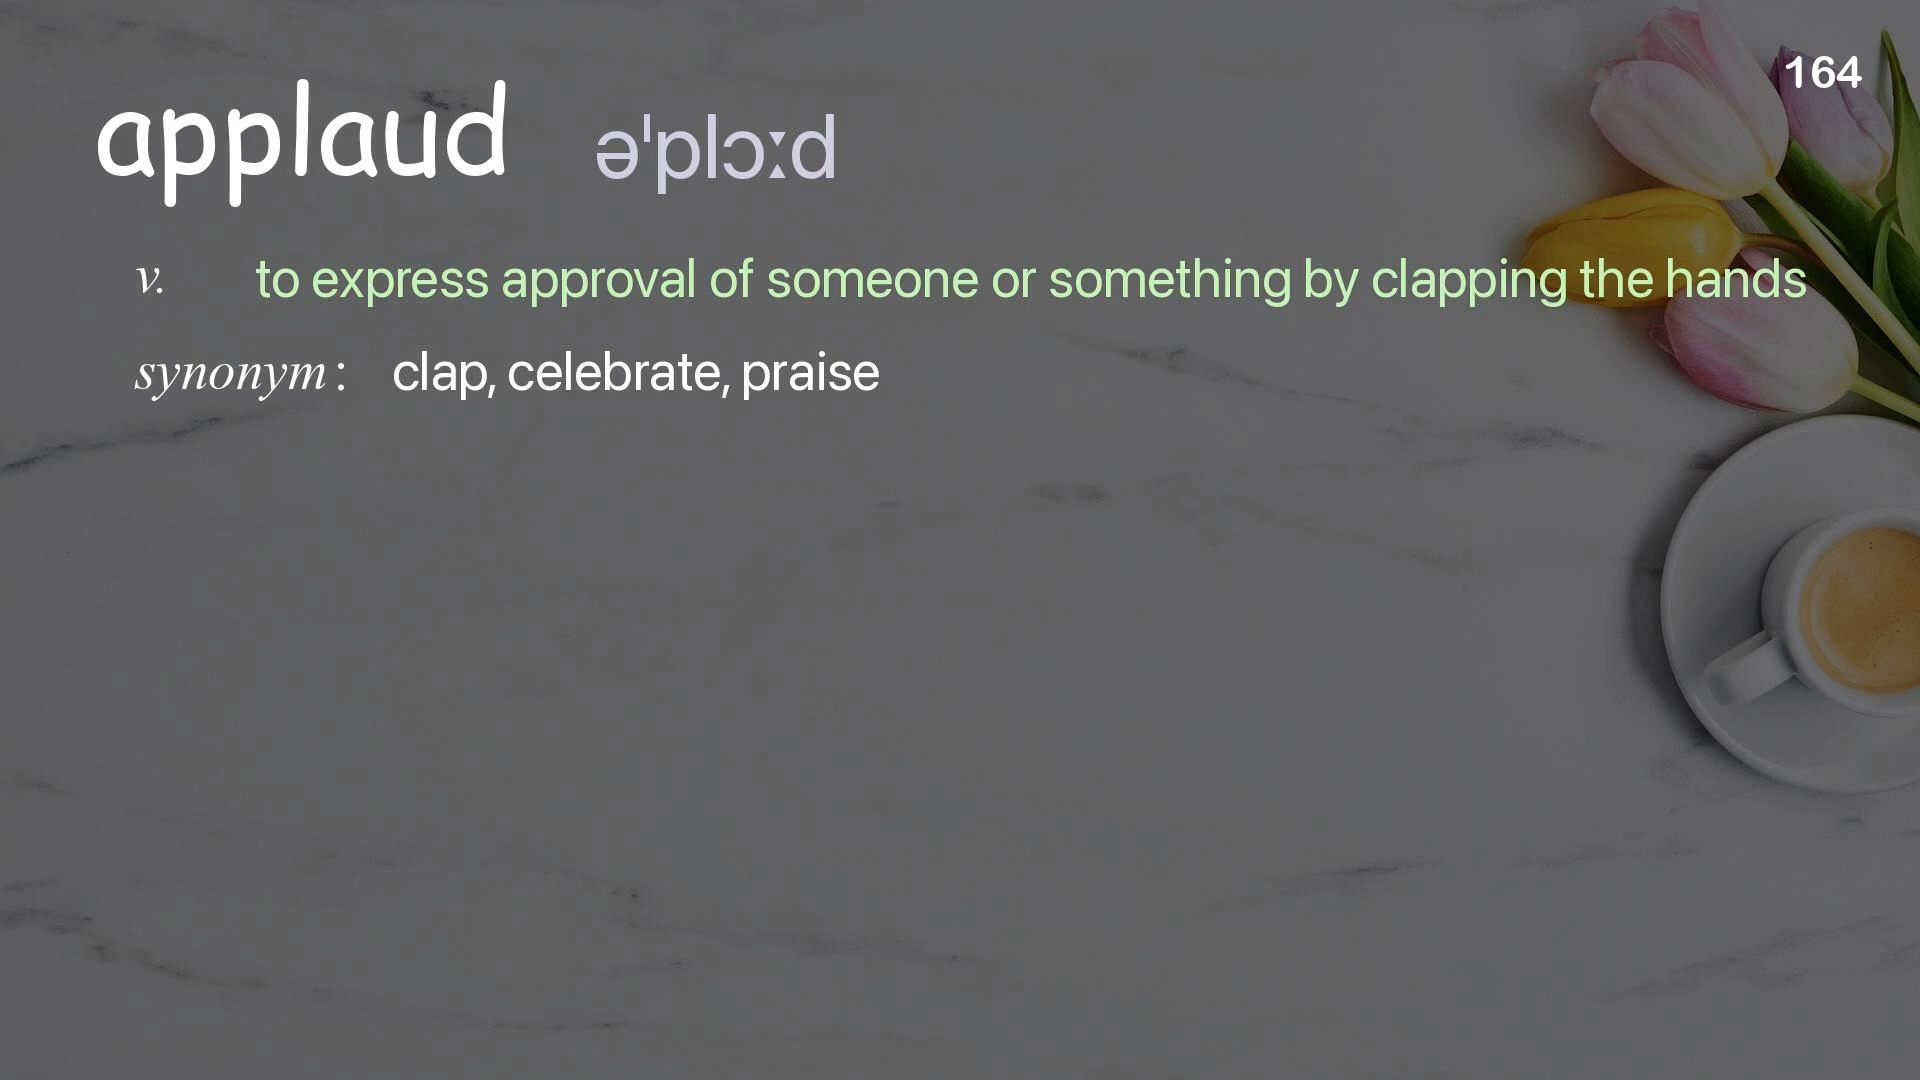 164
applaud əˈplɔːd
v. to express approval of someone or something by clapping the hands
synonym : clap, celebrate, praise